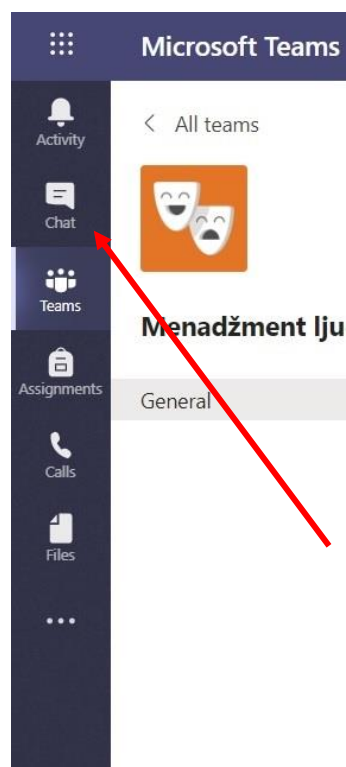 Microsoft Teams
Activity
All teams
Chat
Teams
Menadžment lju
Assignments
General
Calls
Files